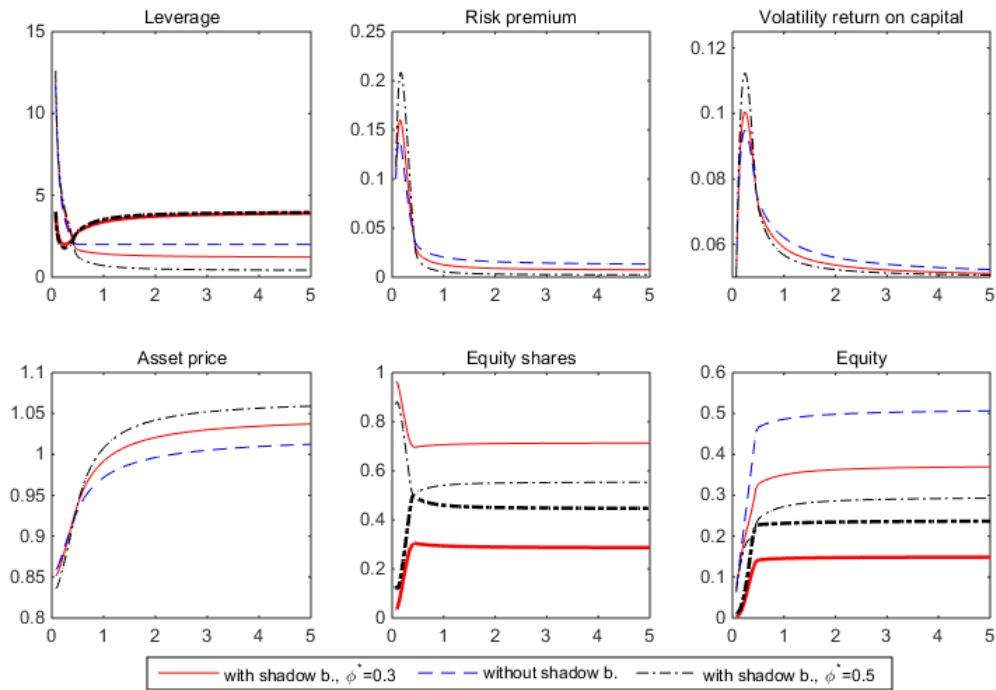 Leverage
15
10
5
0
0 1 2 3 4 5
Risk premium
0.25
0.2
0.15
0.1
0.05
0
0 1 2 3 4 5
Volatility return on capital
0.12
0.1
0.08
0.06
0 1 2 3 4 5
Asset price
1.1
1.05
1
0.95
0.9
0.85
0.8
0 1 2 3 4 5
Equity shares
1
0.8
0.6
0.4
0.2
0
0 1 2 3 4 5
Equity
0.6
0.5
0.4
0.3
0.2
0.1
0
0 1 2 3 4 5
with shadow b., ϕ*=0.3 without shadow b. with shadow b., ϕ*=0.5